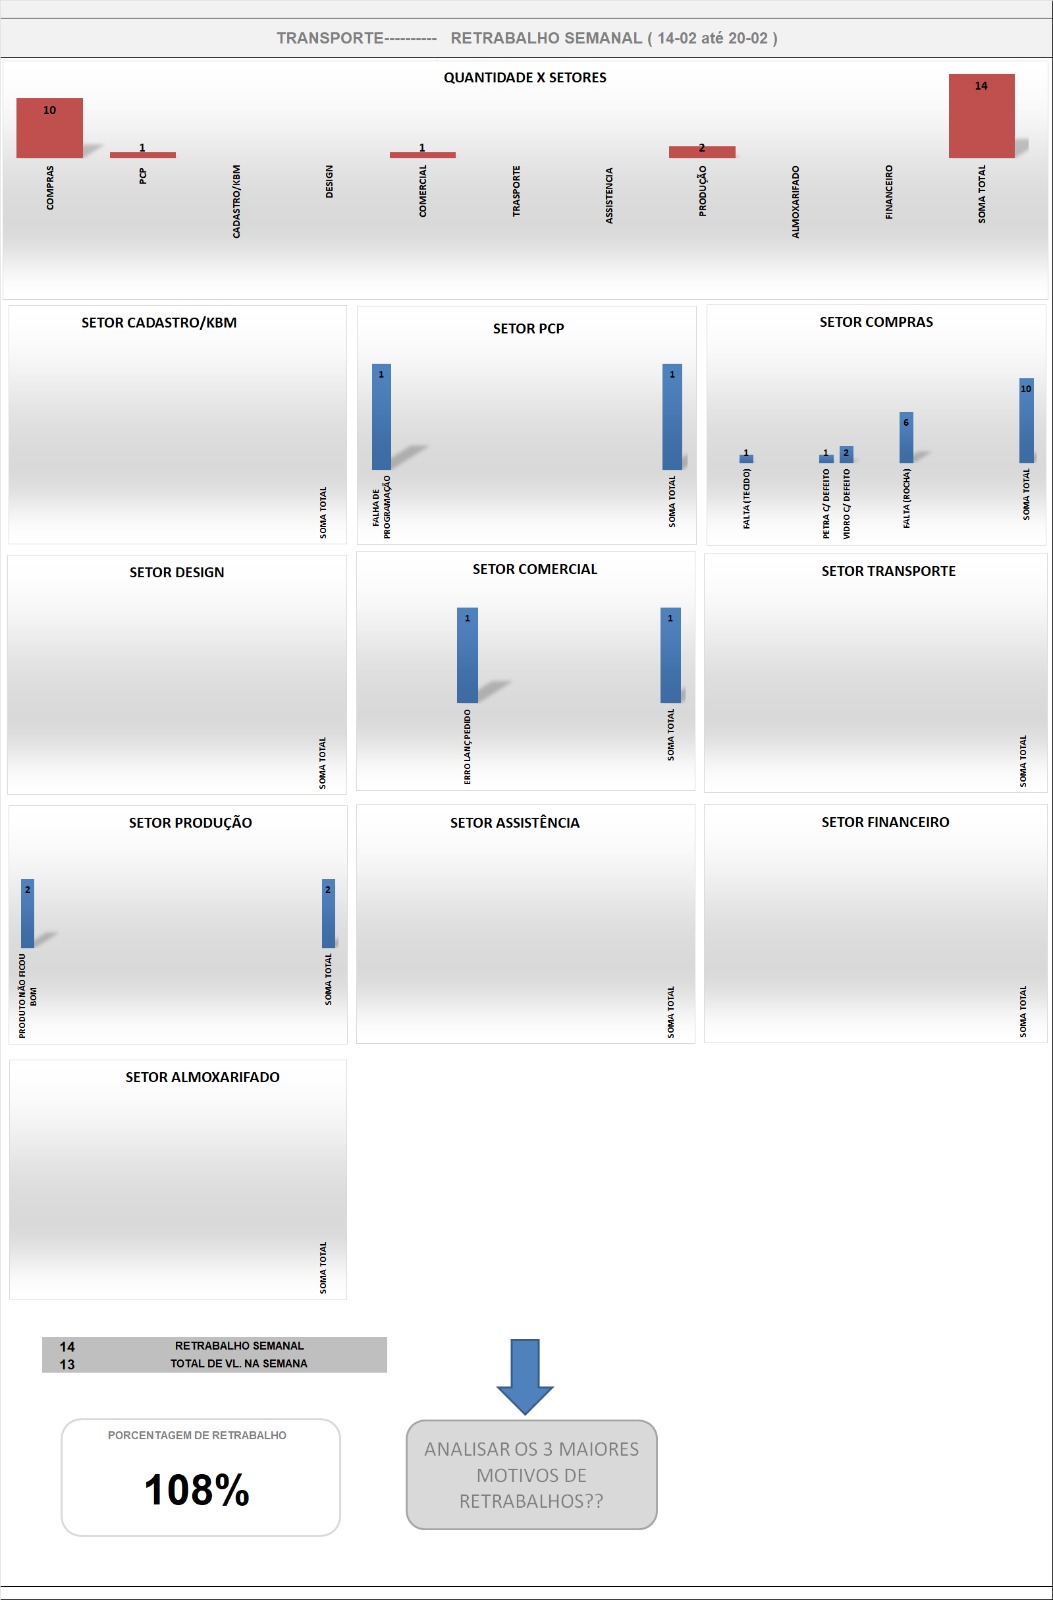 TRANSPORTE---------- RETRABALHO SEMANAL ( 14-02 até 20-02 )
QUANTIDADE X SETORES
10
1
1
2
14
COMPRAS
PCP
CADASTRO/KBM
DESIGN
COMERCIAL
TRASPORTE
ASSISTENCIA
PRODUÇÃO
ALMOXARIFADO
FINANCEIRO
SOMA TOTAL
SETOR CADASTRO/KBM
SOMA TOTAL
SETOR PCP
1
1
FALHA DE
PROGRAMAÇÃO
SOMA TOTAL
SETOR COMPRAS
1
1
2
6
10
FALTA (TECIDO)
PETRA C/ DEFEITO
VIDRO C/ DEFEITO
FALTA (ROCHA)
SOMA TOTAL
SETOR DESIGN
SOMA TOTAL
SETOR COMERCIAL
1
1
ERRO LANÇ PEDIDO
SOMA TOTAL
SETOR TRANSPORTE
SOMA TOTAL
SETOR PRODUÇÃO
2
2
PRODUTO NÃO FICOU
BOM
SOMA TOTAL
SETOR ASSISTÊNCIA
SOMA TOTAL
SETOR FINANCEIRO
SOMA TOTAL
SETOR ALMOXARIFADO
SOMA TOTAL
14 RETRABALHO SEMANAL
13 TOTAL DE VL. NA SEMANA
PORCENTAGEM DE RETRABALHO
108%
ANALISAR OS 3 MAIORES
MOTIVOS DE
RETRABALHOS??